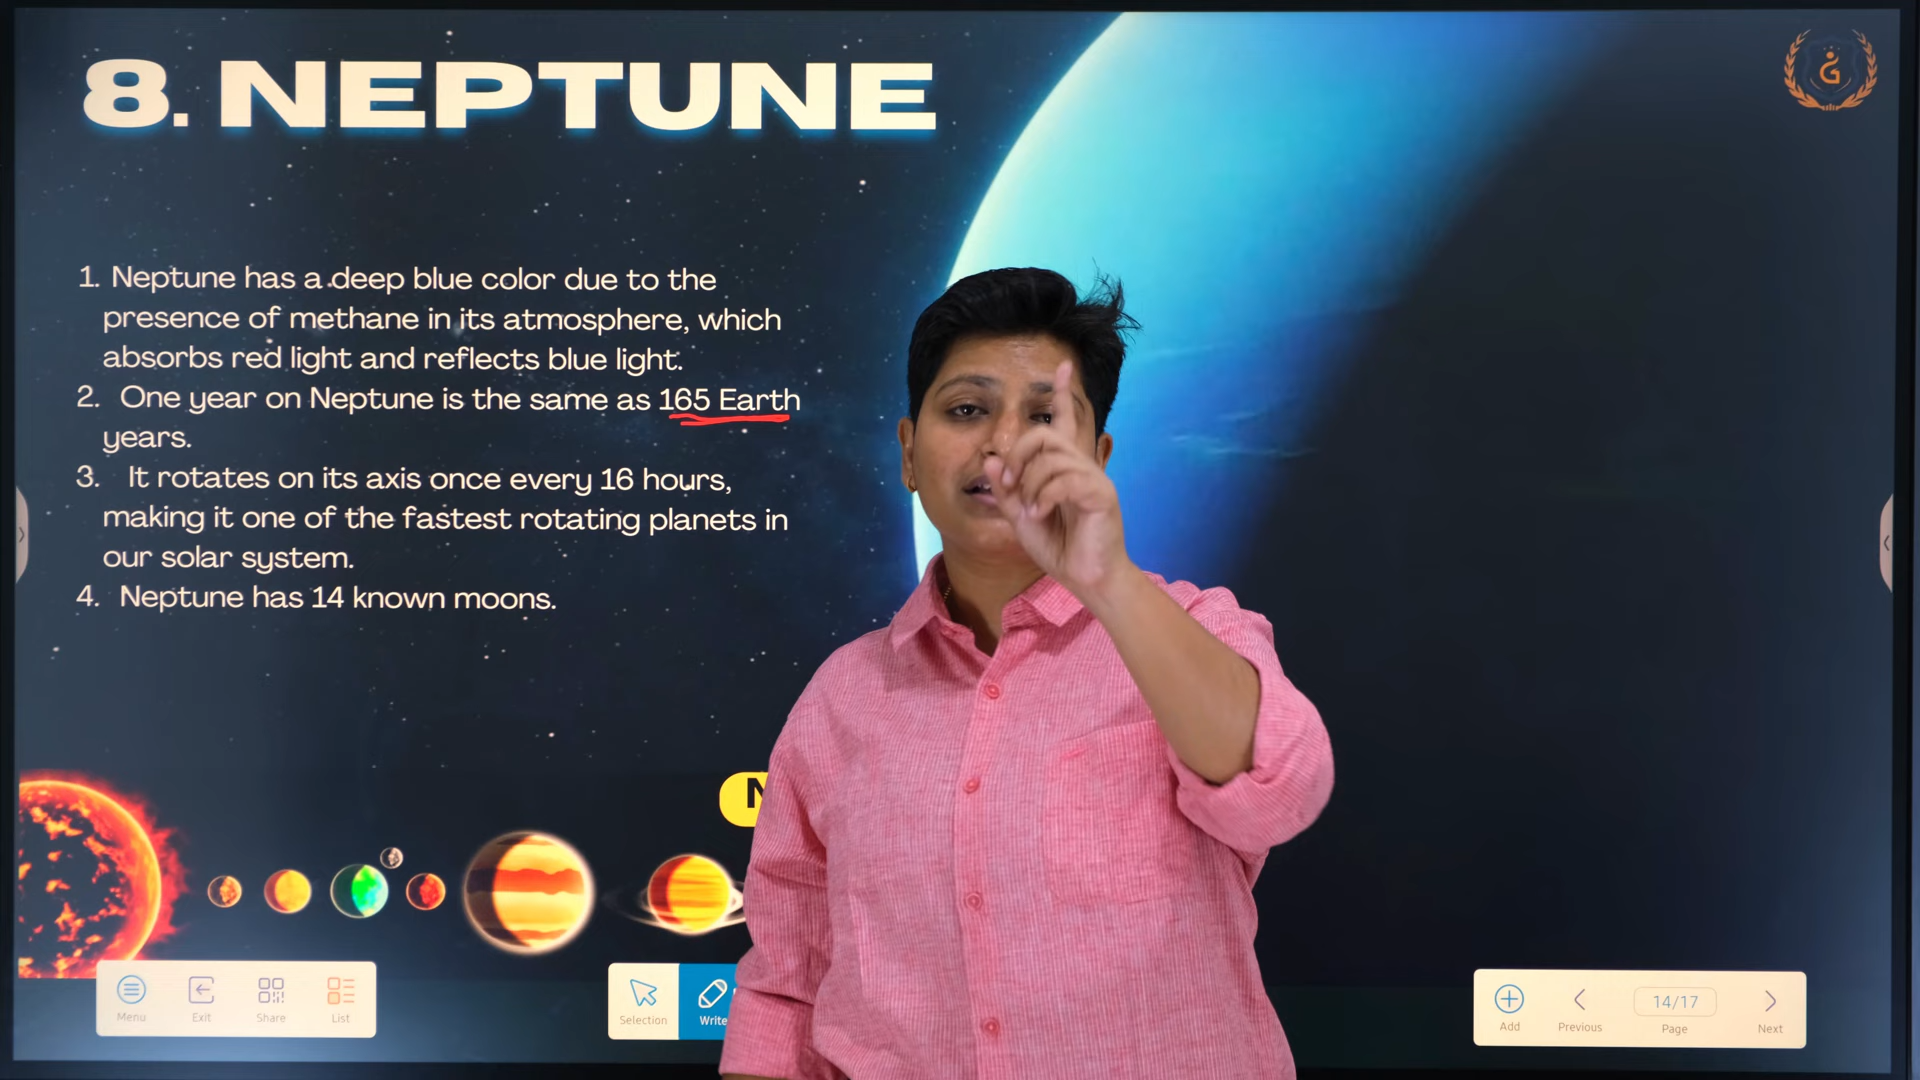 8. NEPTUNE
1. Neptune has a deep blue color due to the
presence of methane in its atmosphere, which
absorbs red light and reflects blue light.
2. One year on Neptune is the same as 165 Earth
years.
3. It rotates on its axis once every 16 hours,
making it one of the fastest rotating planets in
our solar system.
4. Neptune has 14 known moons.
N
Menu
Exit
Share
List
Selection
Write
Add
Previous
14/17
Page
Next